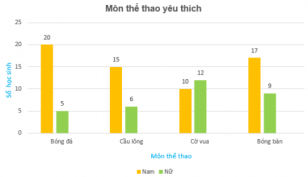 Môn thể thao yêu thích
Số học sinh
25
20
15
10
5
0
20
5
15
6
10
12
17
9
Bóng đá
Cầu lông
Cờ vua
Bóng bàn
Môn thể thao
Nam
Nữ